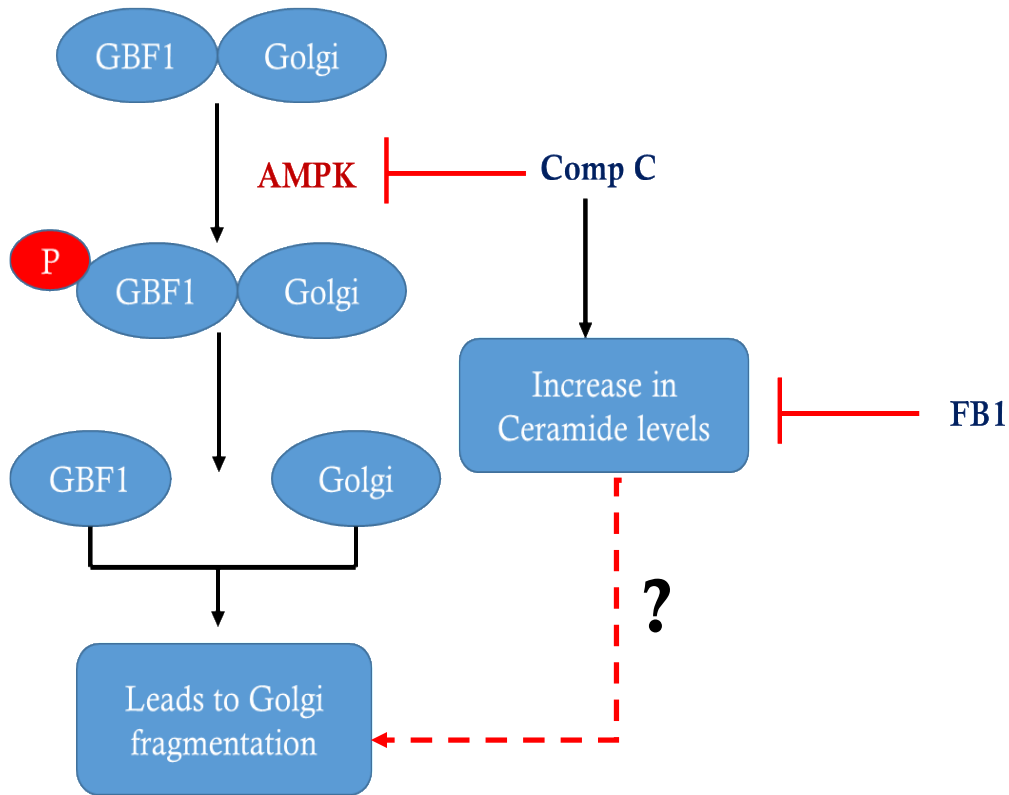 GBF1 Golgi
AMPK Comp C
P GBF1 Golgi
Increase in
Ceramide levels
FB1
GBF1 Golgi
?
Leads to Golgi
fragmentation